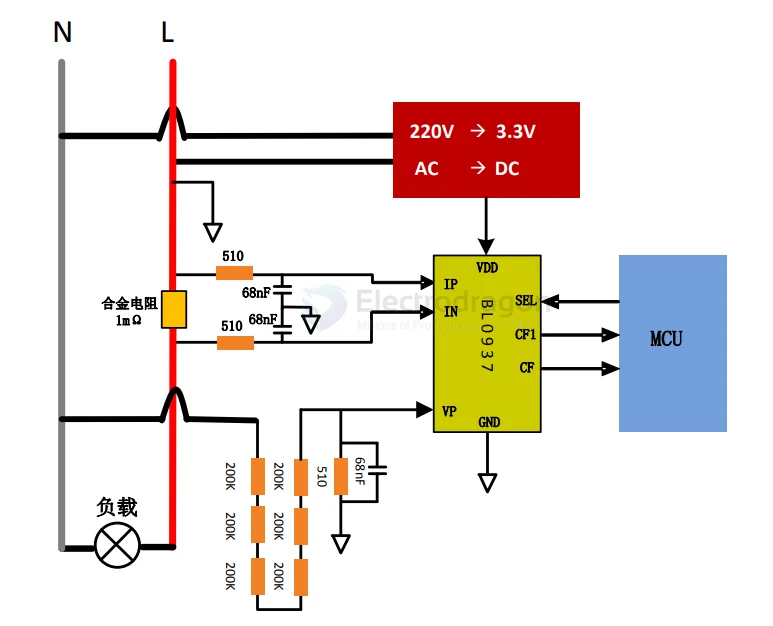 N
L
220V → 3.3V
AC → DC
510
68nF
68nF
510
合金电阻
1mΩ
Electrodragon
VDD
IP
IN
VP
GND
SEL
CF1
CF
BL0937
MCU
200K
200K
510
68nF
200K
200K
200K
200K
负载